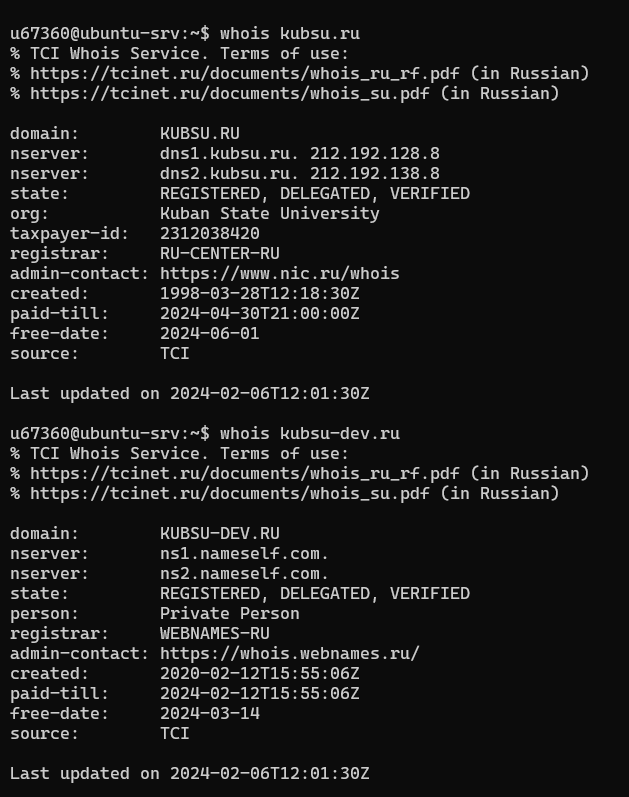 u67360@ubuntu-srv:~$ whois kubsu.ru
% TCI Whois Service. Terms of use:
% https://tcinet.ru/documents/whois_ru_rf.pdf (in Russian)
% https://tcinet.ru/documents/whois_su.pdf (in Russian)

domain:        KUBSU.RU
nserver:       dns1.kubsu.ru. 212.192.128.8
nserver:       dns2.kubsu.ru. 212.192.138.8
state:         REGISTERED, DELEGATED, VERIFIED
org:           Kuban State University
taxpayer-id:   2312038420
registrar:     RU-CENTER-RU
admin-contact: https://www.nic.ru/whois
created:       1998-03-28T12:18:30Z
paid-till:     2024-04-30T21:00:00Z
free-date:     2024-06-01
source:        TCI

Last updated on 2024-02-06T12:01:30Z

u67360@ubuntu-srv:~$ whois kubsu-dev.ru
% TCI Whois Service. Terms of use:
% https://tcinet.ru/documents/whois_ru_rf.pdf (in Russian)
% https://tcinet.ru/documents/whois_su.pdf (in Russian)

domain:        KUBSU-DEV.RU
nserver:       ns1.nameself.com.
nserver:       ns2.nameself.com.
state:         REGISTERED, DELEGATED, VERIFIED
person:        Private Person
registrar:     WEBNAMES-RU
admin-contact: https://whois.webnames.ru/
created:       2020-02-12T15:55:06Z
paid-till:     2024-02-12T15:55:06Z
free-date:     2024-03-14
source:        TCI

Last updated on 2024-02-06T12:01:30Z